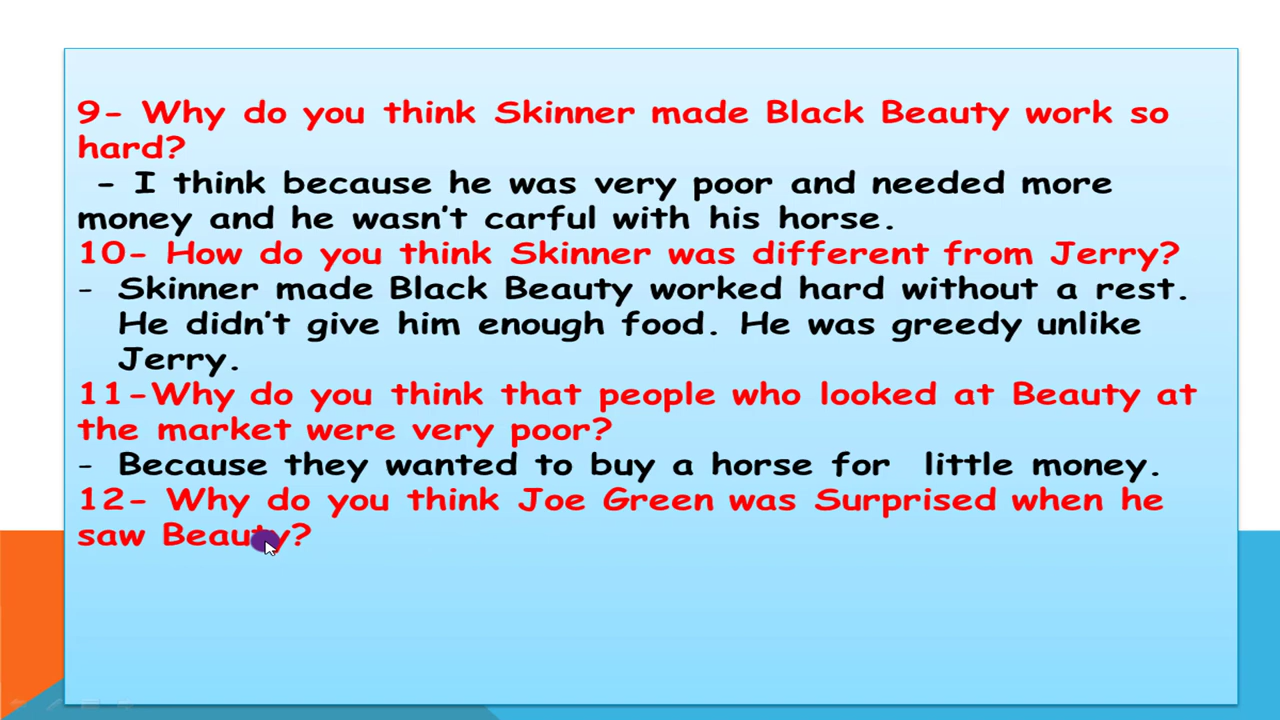 9- Why do you think Skinner made Black Beauty work so
hard?
- I think because he was very poor and needed more
money and he wasn't carful with his horse.
10- How do you think Skinner was different from Jerry?
- Skinner made Black Beauty worked hard without a rest.
He didn't give him enough food. He was greedy unlike
Jerry.
11-Why do you think that people who looked at Beauty at
the market were very poor?
- Because they wanted to buy a horse for little money.
12- Why do you think Joe Green was Surprised when he
saw Beauty?